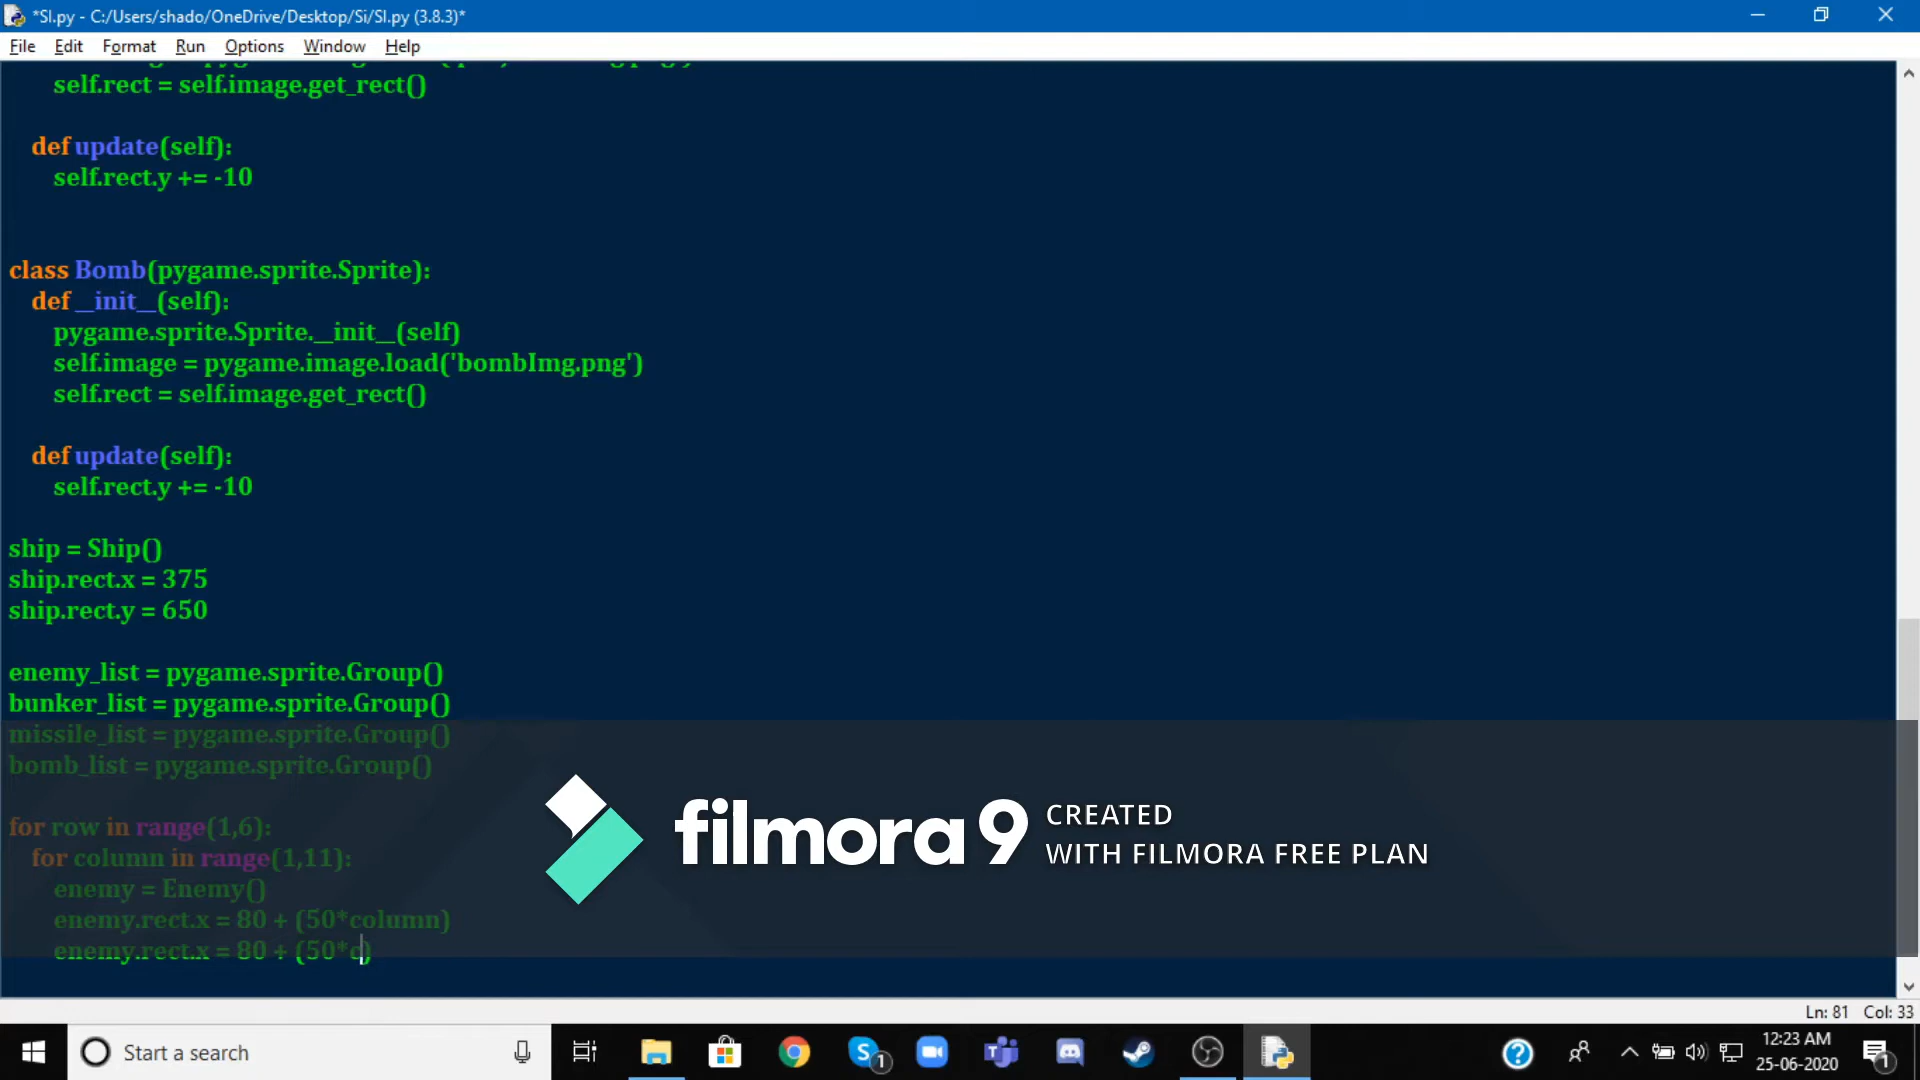 *SI.py - C:/Users/shado/OneDrive/Desktop/Si/SI.py (3.8.3)*
File Edit Format Run Options Window Help
self.rect = self.image.get_rect()
def update(self):
self.rect.y += -10
class Bomb(pygame.sprite.Sprite):
def __init__(self):
pygame.sprite.Sprite.__init__(self)
self.image = pygame.image.load('bombImg.png')
self.rect = self.image.get_rect()
def update(self):
self.rect.y += -10
ship = Ship()
ship.rect.x = 375
ship.rect.y = 650
enemy_list = pygame.sprite.Group()
bunker_list = pygame.sprite.Group()
missile_list = pygame.sprite.Group()
bomb_list = pygame.sprite.Group()
for row in range(1,6):
for column in range(1,11):
enemy = Enemy()
enemy.rect.x = 80 + (50*column)
enemy.rect.x = 80 + (50*c)
filmora9 CREATED
WITH FILMORA FREE PLAN
Ln: 81 Col: 33
Start a search
1
12:23 AM
25-06-2020
1